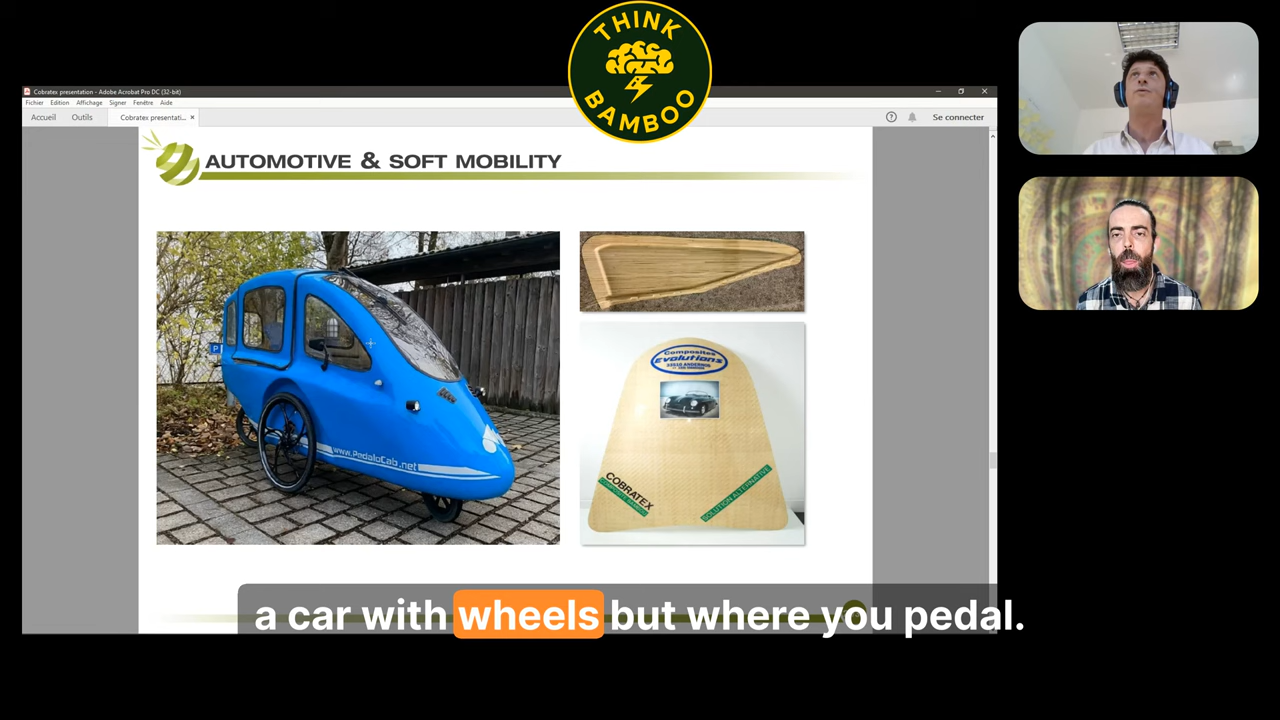 THINK
BAMBOO
Cobratex presentation - Adobe Acrobat Pro DC (32-bit)
Fichier Edition Affichage Signer Fenêtre Aide
Accueil Outils Cobratex presentati... × ? Se connecter
AUTOMOTIVE & SOFT MOBILITY
P
www.PedaloCab.net
Composites
Evolutions
COBRATEX
SOLUTION ALTERNATIVE
a car with wheels but where you pedal.